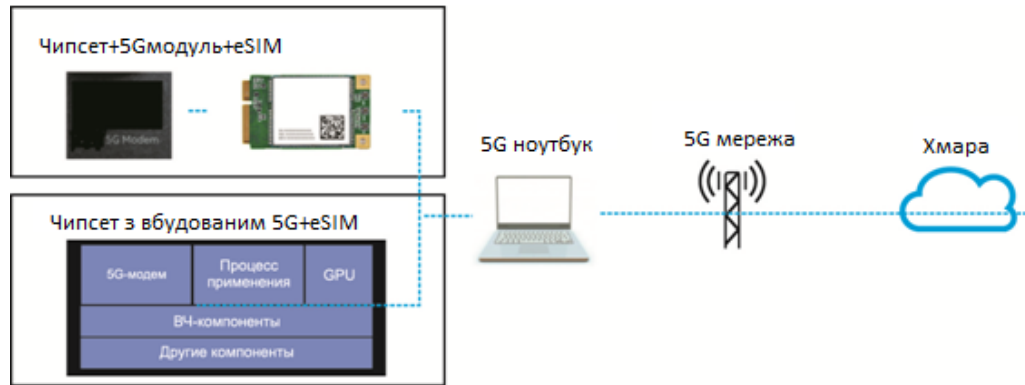 Чипсет+5Gмодуль+eSIM
5G Modem
5G ноутбук
5G мережа
Хмара
Чипсет з вбудованим 5G+eSIM
5G-модем
Процесс
применения
GPU
ВЧ-компоненты
Другие компоненты